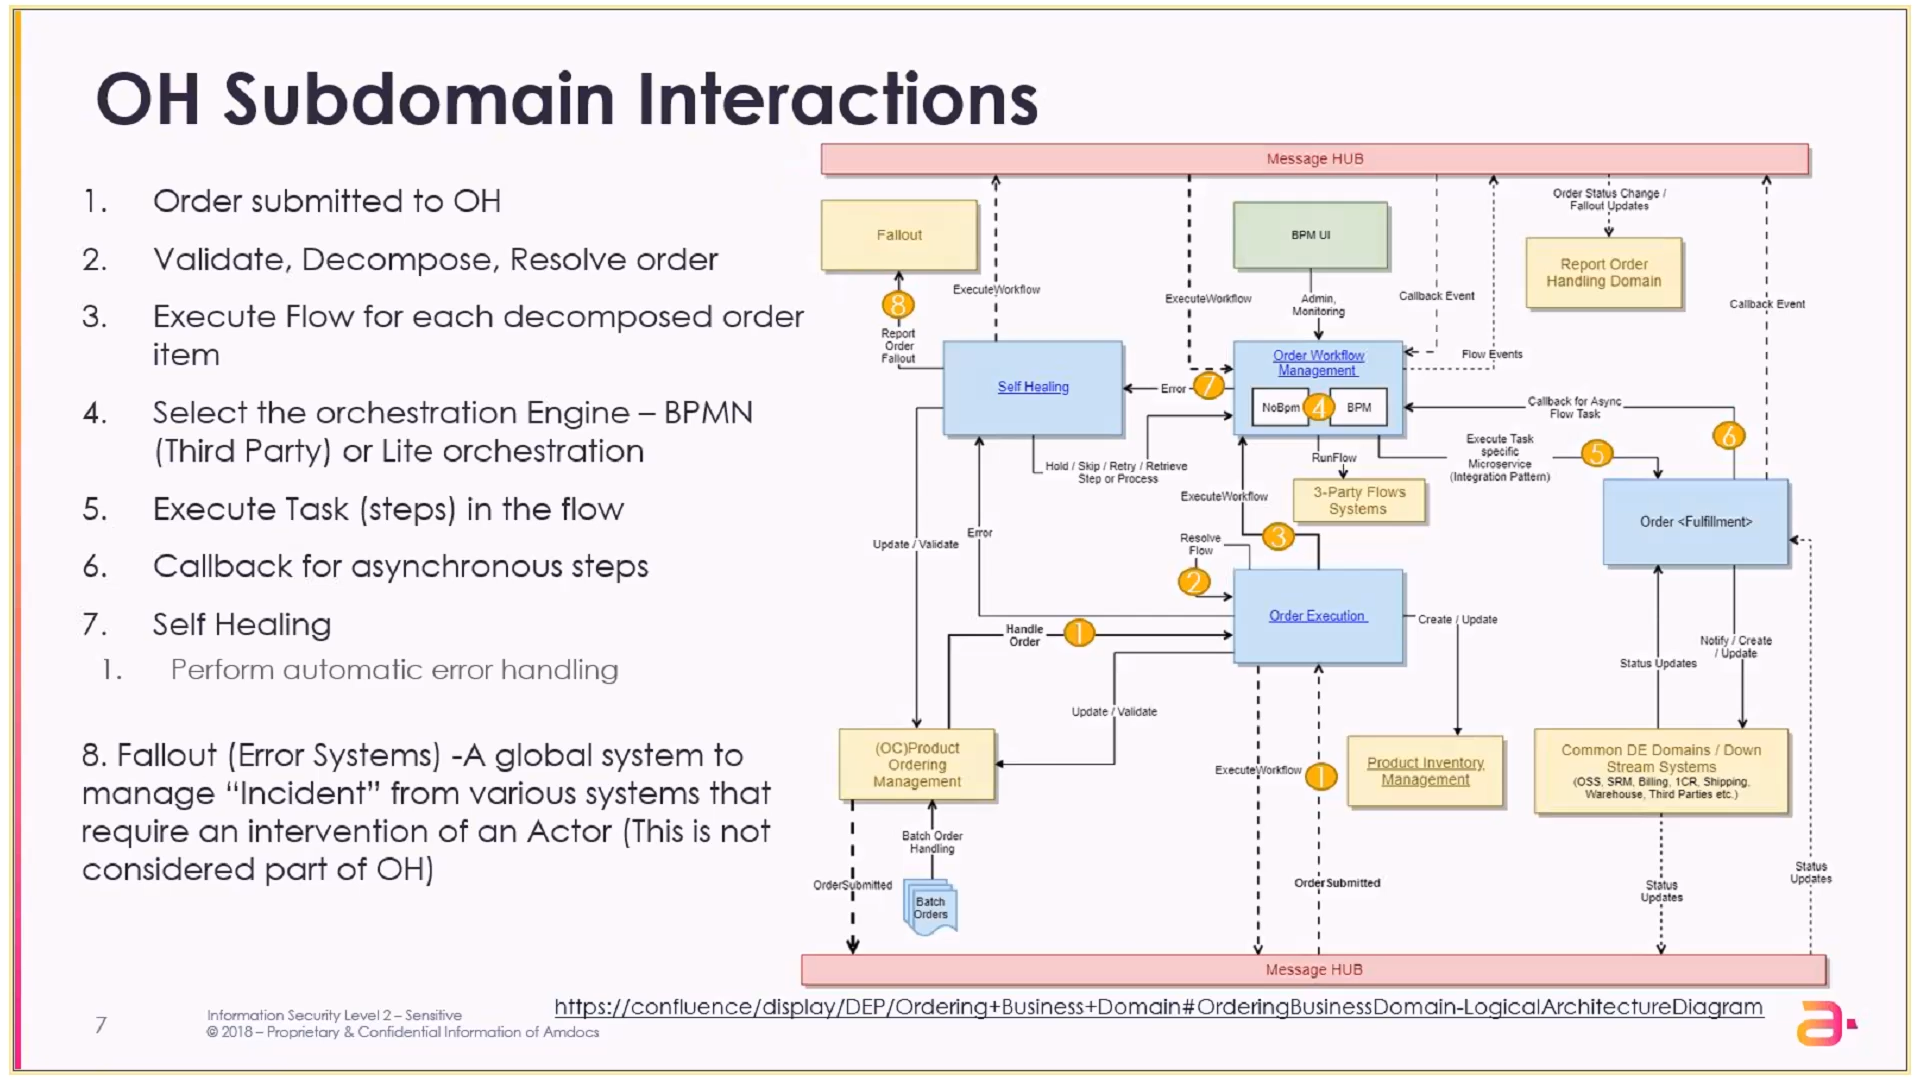 OH Subdomain Interactions
1. Order submitted to OH
2. Validate, Decompose, Resolve order
3. Execute Flow for each decomposed order
item
4. Select the orchestration Engine – BPMN
(Third Party) or Lite orchestration
5. Execute Task (steps) in the flow
6. Callback for asynchronous steps
7. Self Healing
1. Perform automatic error handling
8. Fallout (Error Systems) -A global system to
manage “Incident” from various systems that
require an intervention of an Actor (This is not
considered part of OH)
Message HUB
Fallout
BPM UI
Order Status Change /
Fallout Updates
Report Order
Handling Domain
ExecuteWorkflow
ExecuteWorkflow
Admin,
Monitoring
Callback Event
Callback Event
8
Report
Order
Fallout
Self Healing
Error
7
Order Workflow
Management
NoBpm
4
BPM
Flow Events
Callback for Async
Flow Task
6
Hold / Skip / Retry / Retrieve
Step or Process
RunFlow
Execute Task
specific
Microservice
(Integration Pattern)
5
ExecuteWorkflow
3-Party Flows
Systems
Order <Fulfillment>
Update / Validate
Error
Resolve
Flow
3
2
Order Execution
Create / Update
Handle
Order
1
Status Updates
Notify / Create
/ Update
Update / Validate
(OC)Product
Ordering
Management
ExecuteWorkflow
1
Product Inventory
Management
Common DE Domains / Down
Stream Systems
(OSS, SRM, Billing, 1CR, Shipping,
Warehouse, Third Parties etc.)
Batch Order
Handling
OrderSubmitted
Batch
Orders
OrderSubmitted
Status
Updates
Status
Updates
Message HUB
https://confluence/display/DEP/Ordering+Business+Domain#OrderingBusinessDomain-LogicalArchitectureDiagram
7
Information Security Level 2 – Sensitive
© 2018 – Proprietary & Confidential Information of Amdocs
a